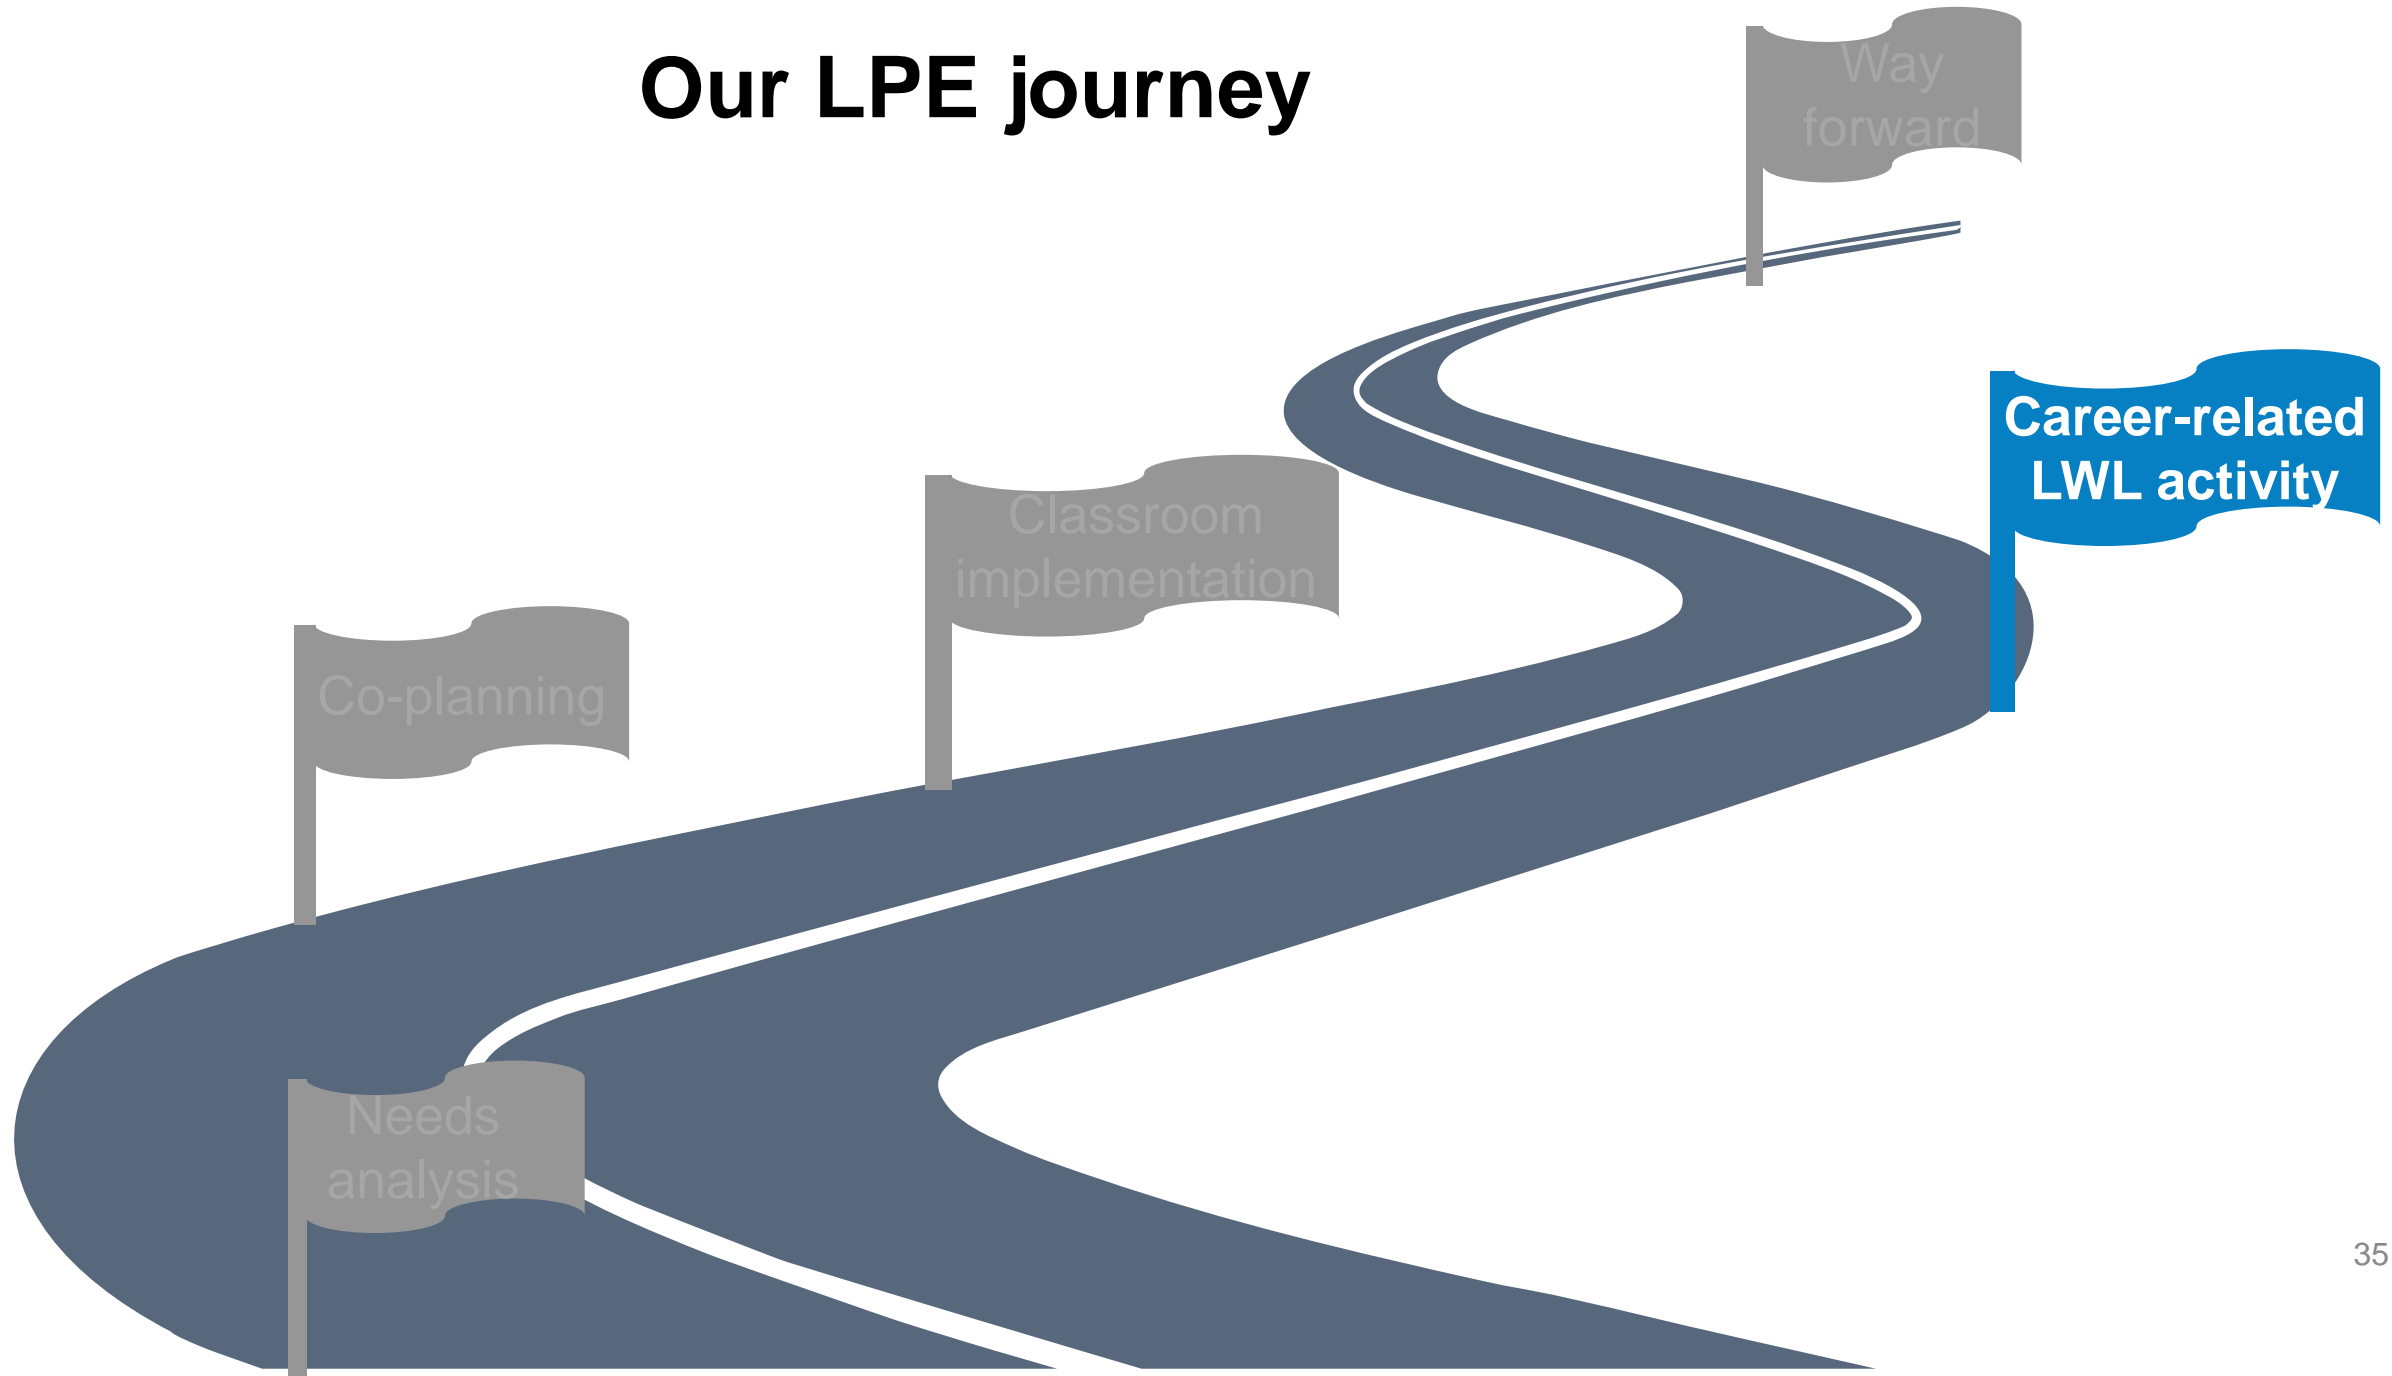 Our LPE journey
Way
forward
Career-related
LWL activity
Classroom
implementation
Co-planning
Needs
analysis
35